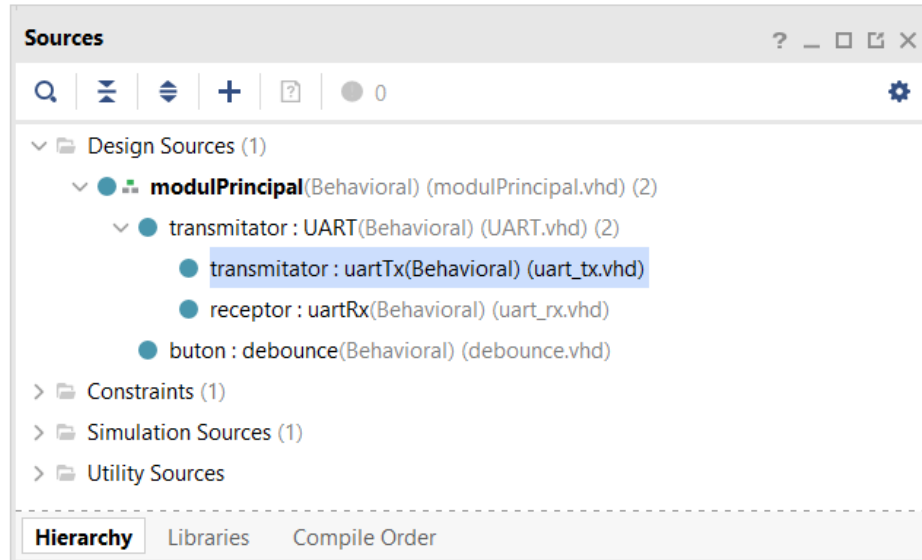 Sources
0
Design Sources (1)
modulPrincipal(Behavioral) (modulPrincipal.vhd) (2)
transmitator : UART(Behavioral) (UART.vhd) (2)
transmitator : uartTx(Behavioral) (uart_tx.vhd)
receptor : uartRx(Behavioral) (uart_rx.vhd)
buton : debounce(Behavioral) (debounce.vhd)
Constraints (1)
Simulation Sources (1)
Utility Sources
Hierarchy Libraries Compile Order